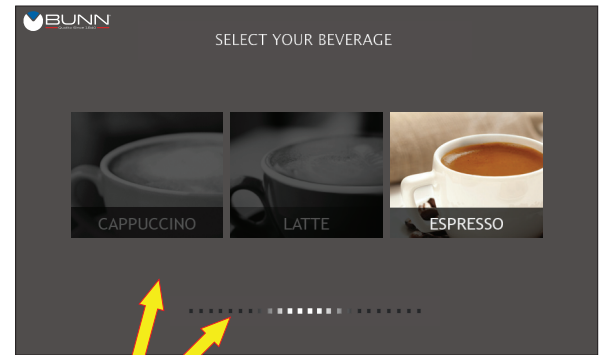 BUNN
SELECT YOUR BEVERAGE
CAPPUCCINO
LATTE
ESPRESSO